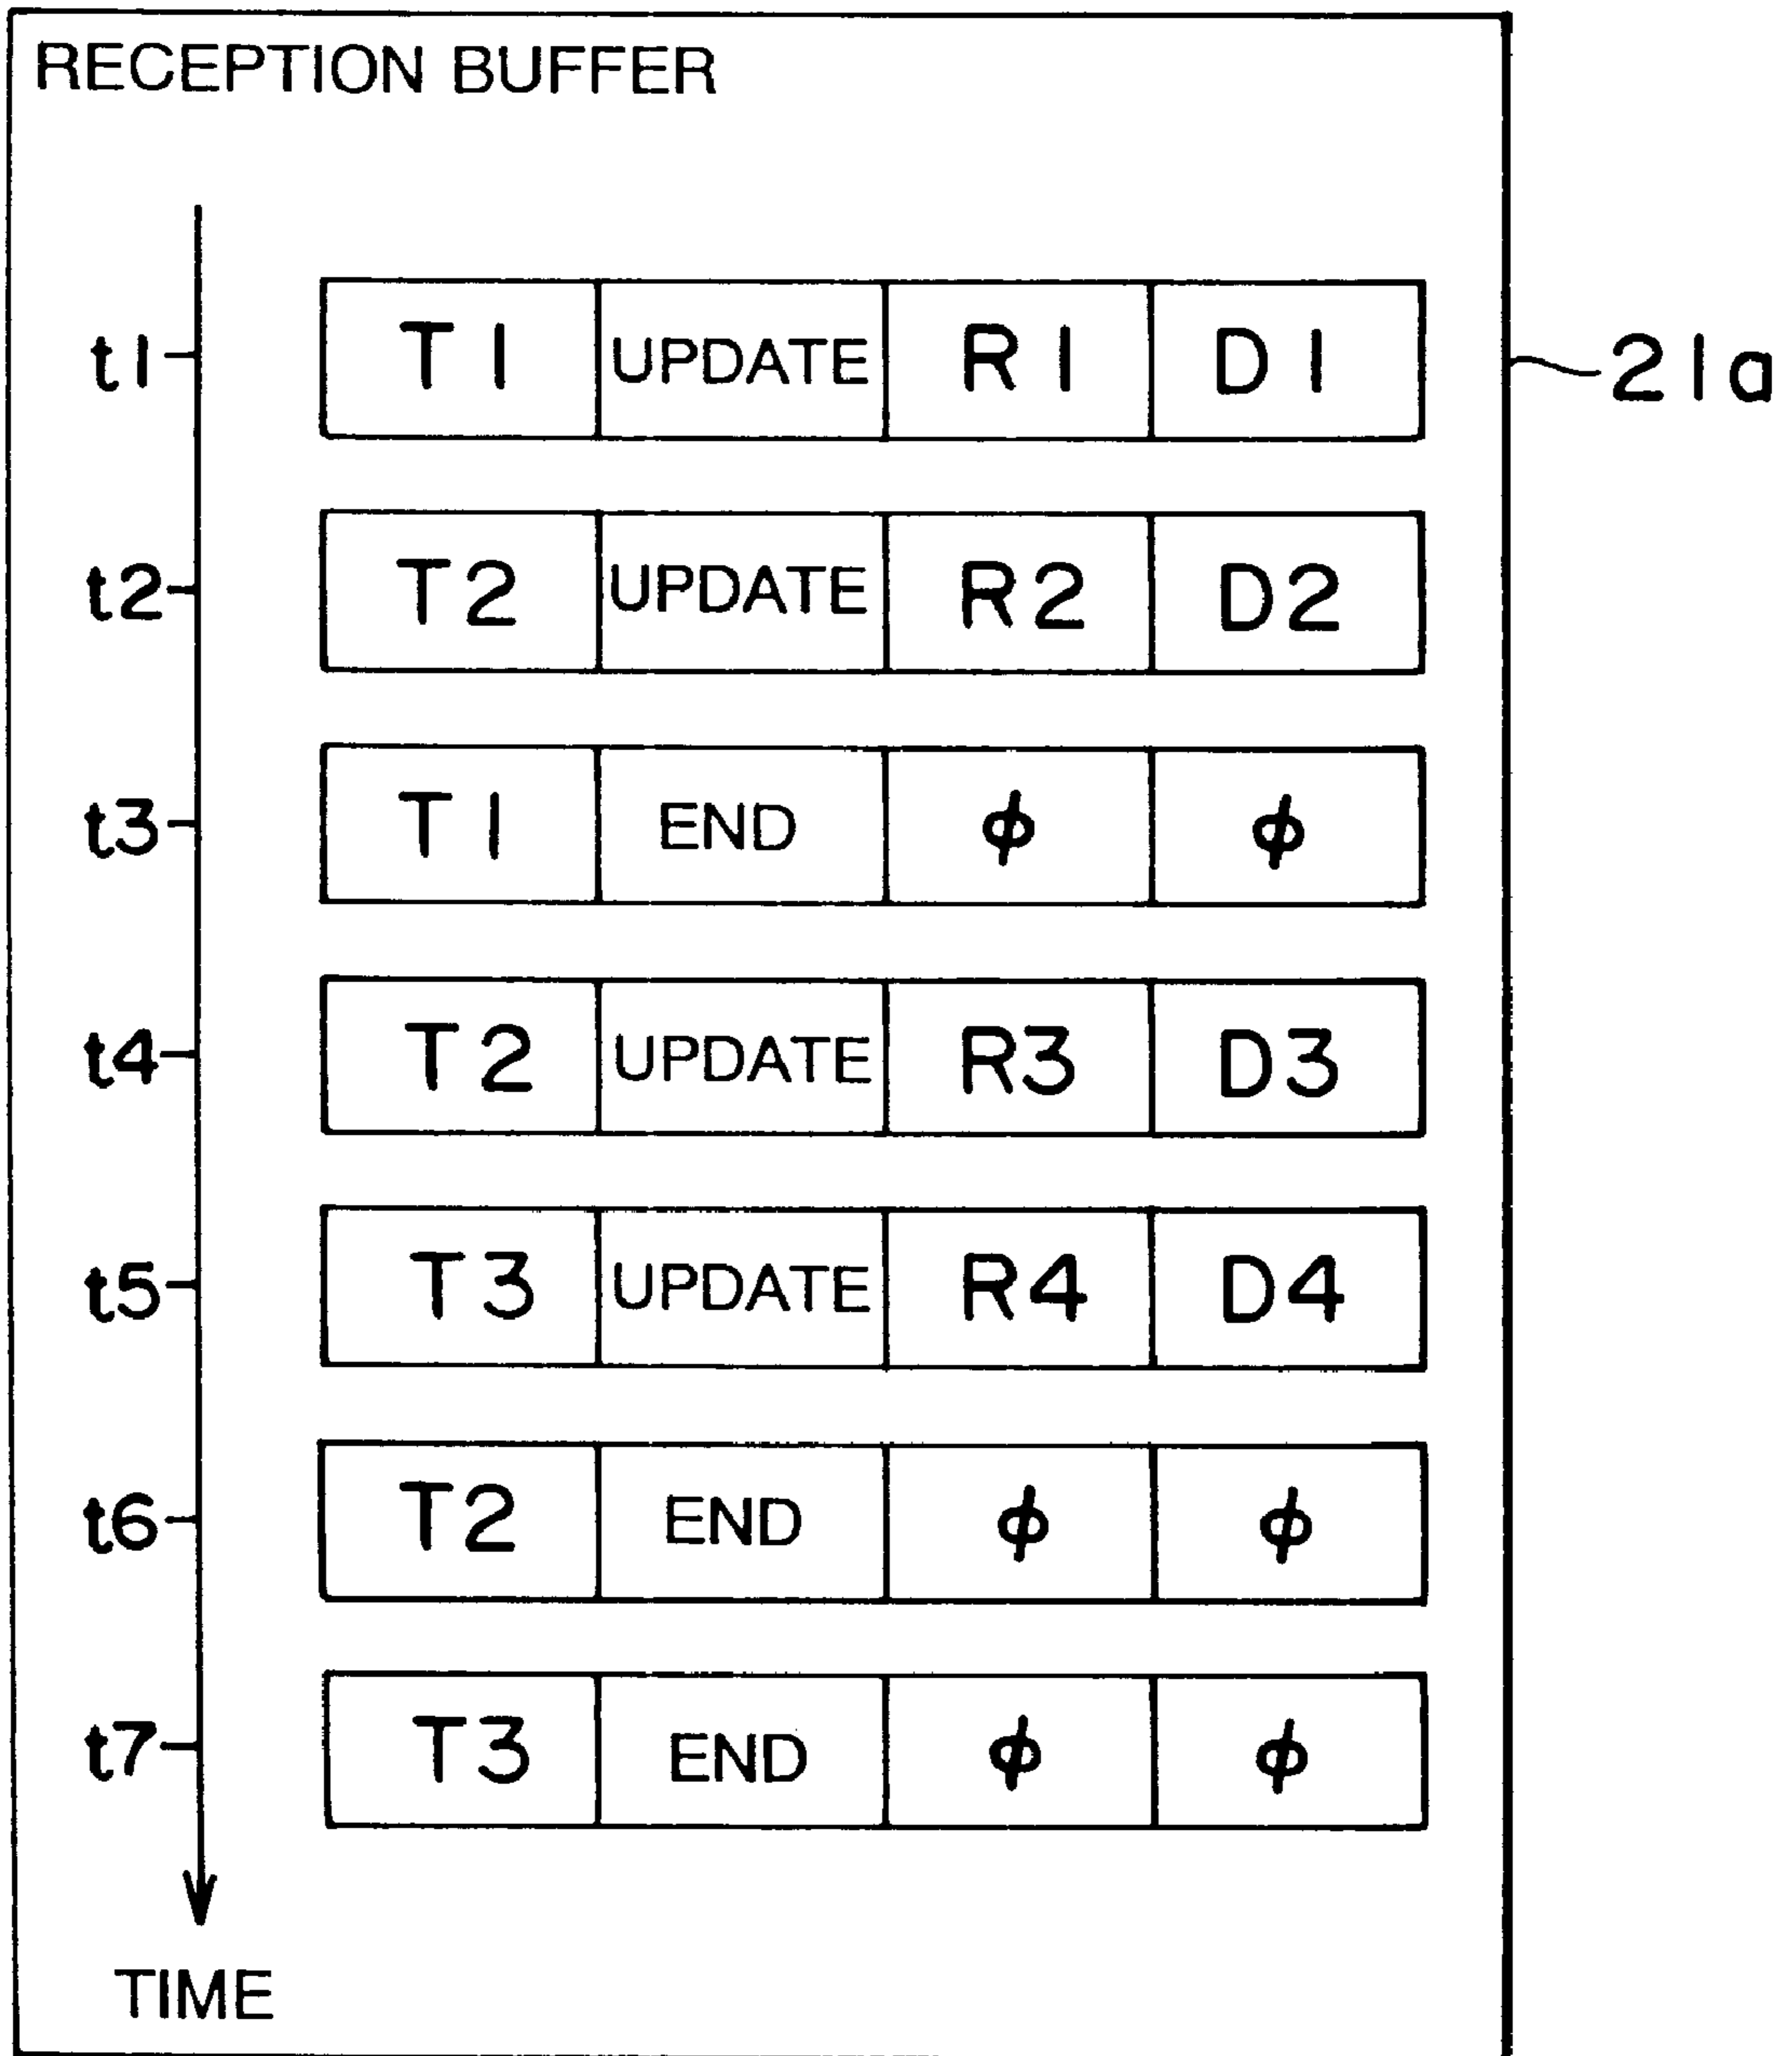 RECEPTION BUFFER
t1 T1 UPDATE R1 D1 21a
t2 T2 UPDATE R2 D2
t3 T1 END ϕ ϕ
t4 T2 UPDATE R3 D3
t5 T3 UPDATE R4 D4
t6 T2 END ϕ ϕ
t7 T3 END ϕ ϕ
TIME